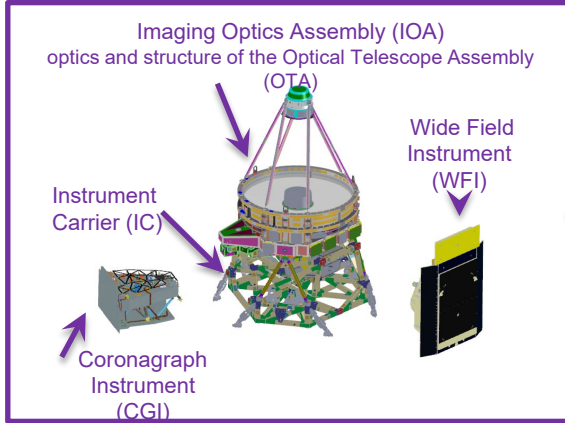 Imaging Optics Assembly (IOA)
optics and structure of the Optical Telescope Assembly
(OTA)
Wide Field
Instrument
(WFI)
Instrument
Carrier (IC)
Coronagraph
Instrument
(CGI)